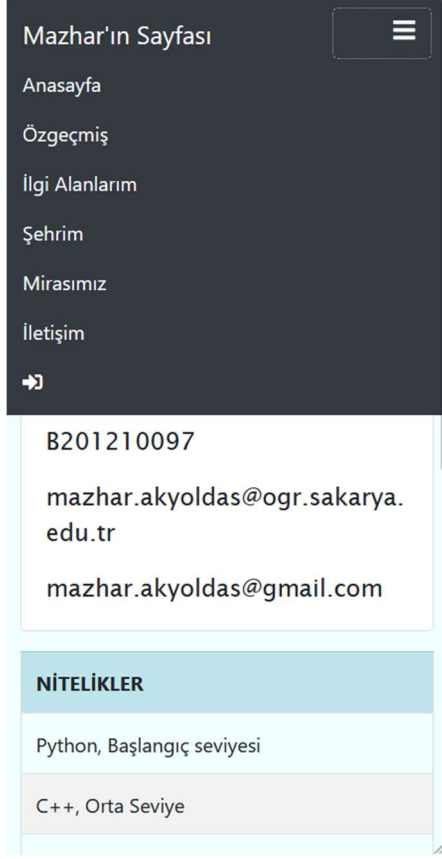 Mazhar'ın Sayfası
Anasayfa
Özgeçmiş
İlgi Alanlarım
Şehrim
Mirasımız
İletişim
B201210097
mazhar.akyoldas@ogr.sakarya.
edu.tr
mazhar.akyoldas@gmail.com
NİTELİKLER
Python, Başlangıç seviyesi
C++, Orta Seviye